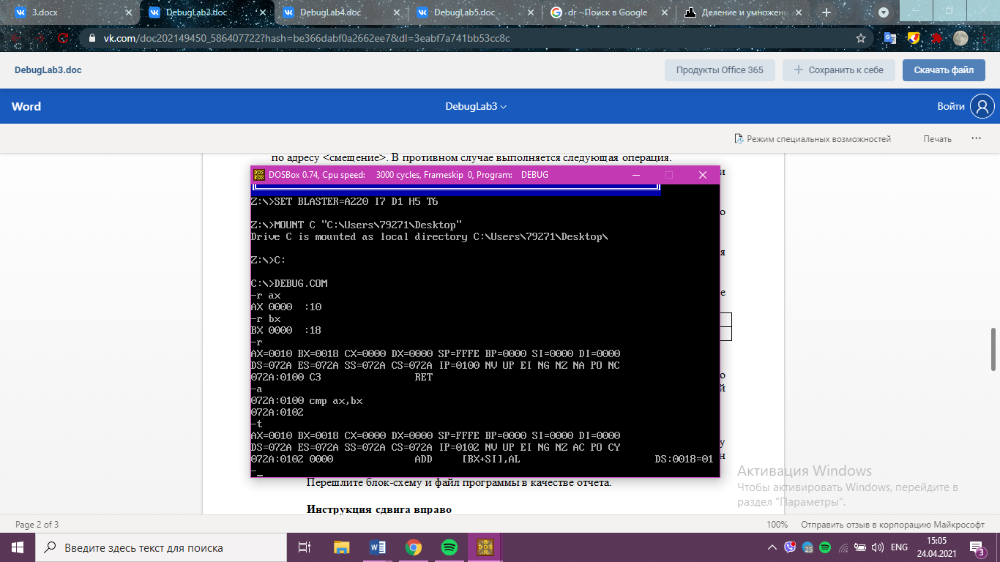 3.docx
DebugLab3.doc
DebugLab4.doc
DebugLab5.doc
dr - Поиск в Google
Деление и умножени
vk.com/doc202149450_586407722?hash=be366dabf0a2662ee7&dl=3eabf7a741bb53cc8c
DebugLab3.doc
Продукты Office 365
Сохранить к себе
Скачать файл
Word
DebugLab3
Войти
Режим специальных возможностей
Печать
по адресу <смещение>. В противном случае выполняется следующая операция.
и
DOSBox 0.74, Cpu speed: 3000 cycles, Frameskip 0, Program: DEBUG
Z:\>SET BLASTER=A220 I7 D1 H5 T6
о
Z:\>MOUNT C "C:\Users\79271\Desktop"
Drive C is mounted as local directory C:\Users\79271\Desktop\
я
Z:\>C:
C:\>DEBUG.COM
е
-r ax
AX 0000 :10
-r bx
BX 0000 :18
-r
AX=0010 BX=0018 CX=0000 DX=0000 SP=FFFE BP=0000 SI=0000 DI=0000
DS=072A ES=072A SS=072A CS=072A IP=0100 NV UP EI NG NZ NA PO NC
072A:0100 C3 RET
о
-a
й
072A:0100 cmp ax,bx
072A:0102
-t
AX=0010 BX=0018 CX=0000 DX=0000 SP=FFFE BP=0000 SI=0000 DI=0000
у
DS=072A ES=072A SS=072A CS=072A IP=0102 NV UP EI NG NZ AC PO CY
072A:0102 0000 ADD [BX+SI],AL DS:0018=01
н
-_
Перешлите блок-схему и файл программы в качестве отчета.
Инструкция сдвига вправо
Активация Windows
Чтобы активировать Windows, перейдите в
раздел "Параметры".
Page 2 of 3
100%
Отправить отзыв в корпорацию Майкрософт
Введите здесь текст для поиска
25
ENG
15:05
24.04.2021
3